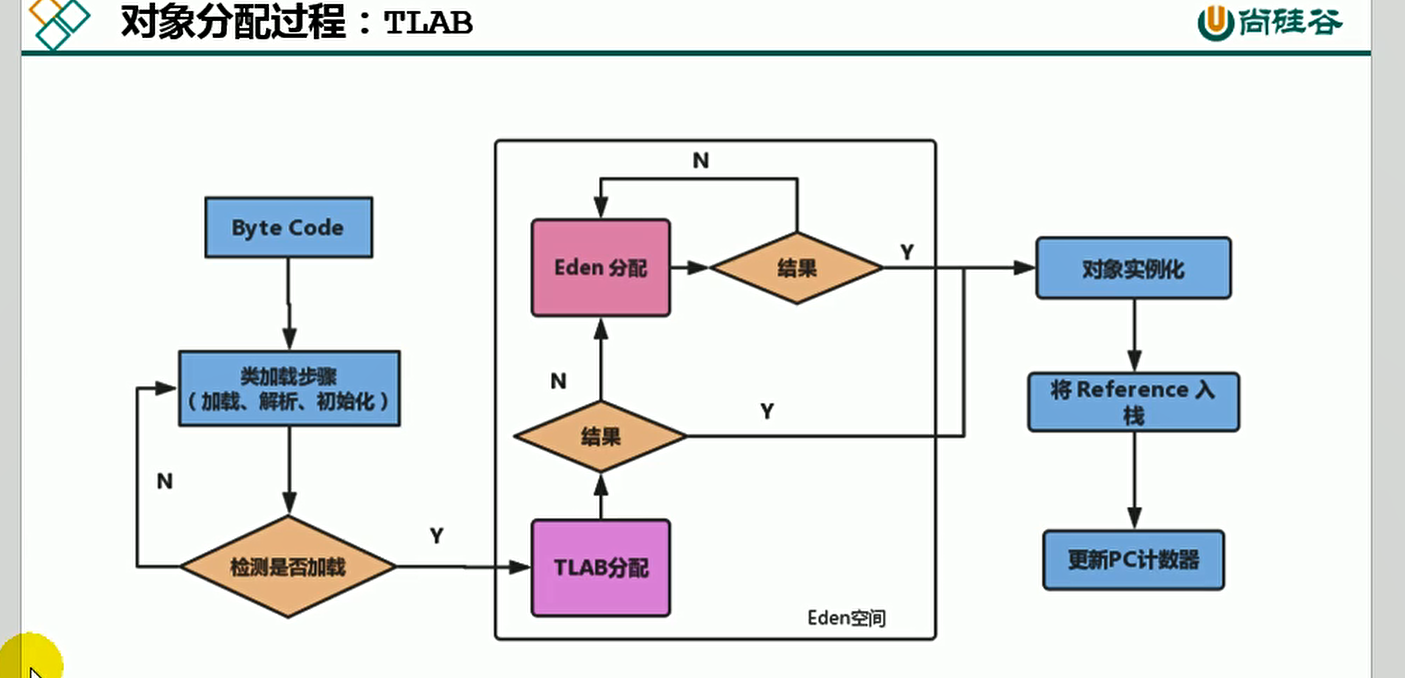 对象分配过程：TLAB
尚硅谷
N
Byte Code
Eden 分配
结果
Y
对象实例化
类加载步骤
（加载、解析、初始化）
N
Y
将 Reference 入
栈
结果
N
Y
检测是否加载
TLAB分配
更新PC计数器
Eden空间